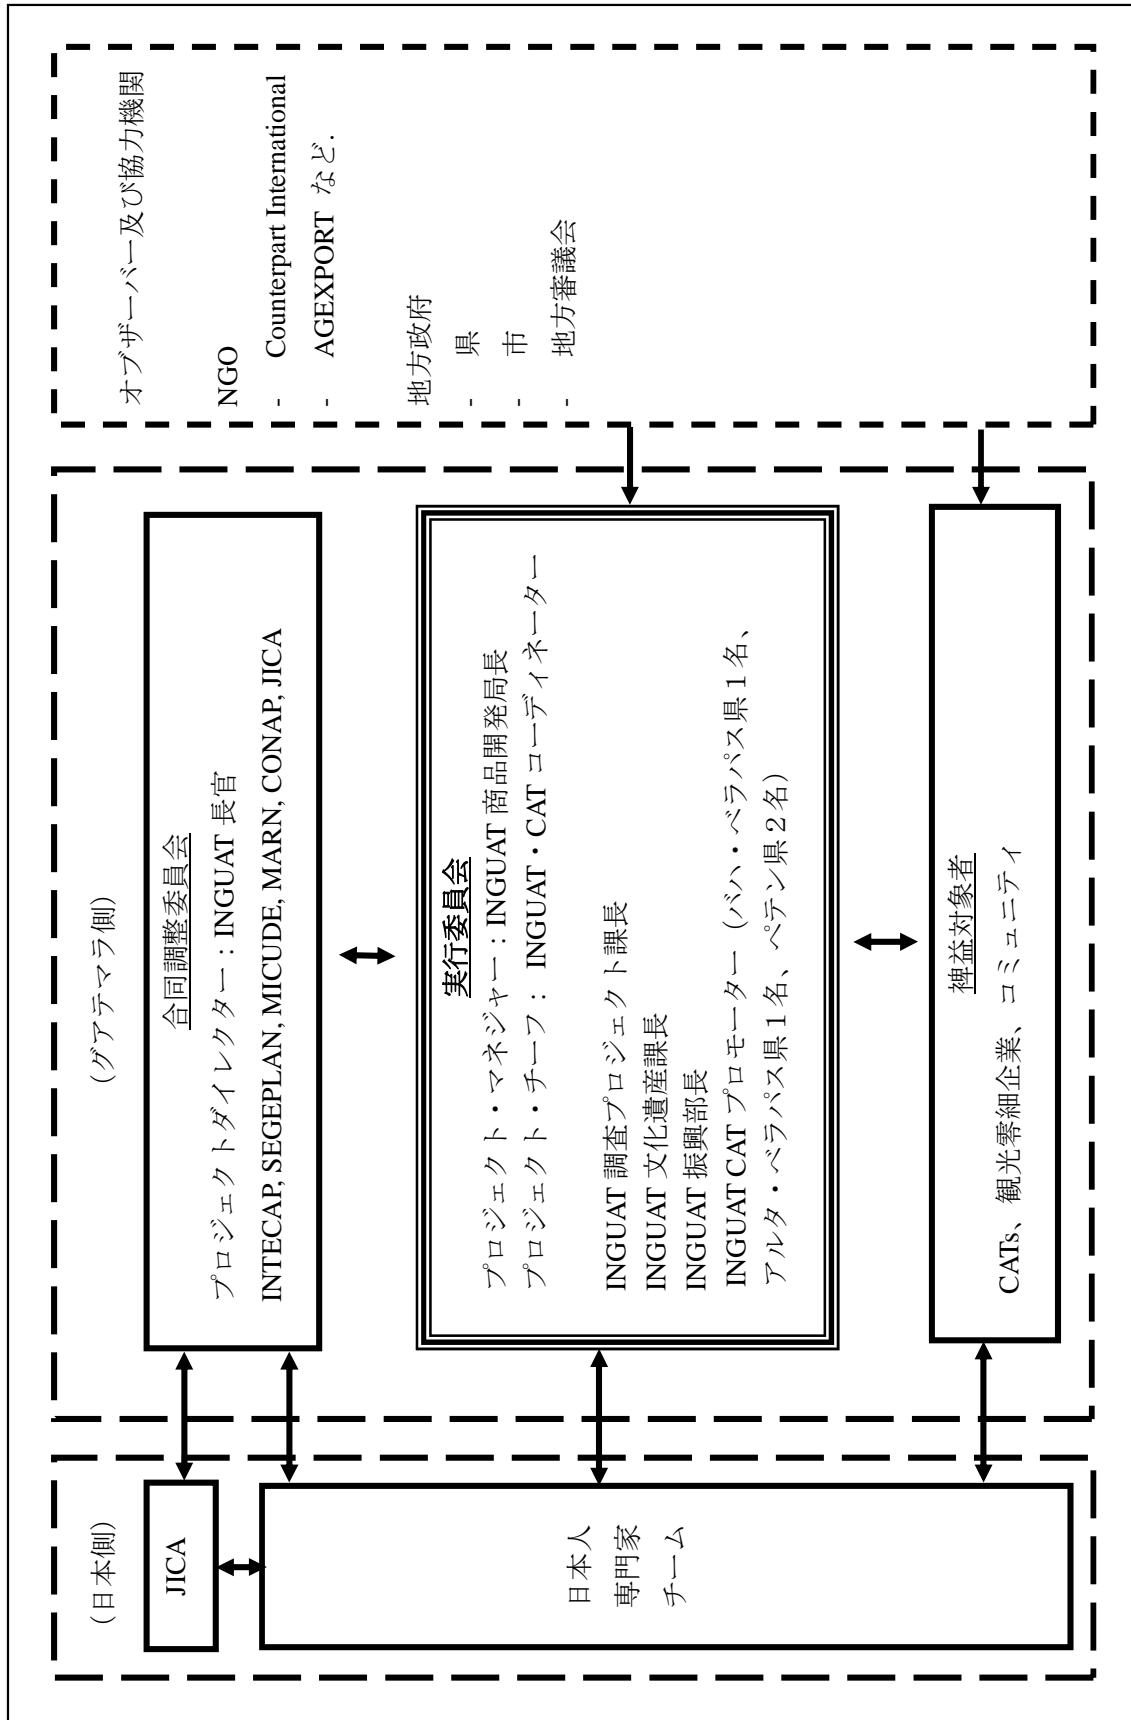 (日本側)
JICA
日本人
専門家
チーム
(グアテマラ側)
合同調整委員会
プロジェクトダイレクター：INGUAT 長官
INTECAP, SEGEPLAN, MICUDE, MARN, CONAP, JICA
実行委員会
プロジェクト・マネジャー：INGUAT 商品開発局長
プロジェクト・チーフ： INGUAT・CAT コーディネーター
INGUAT 調査プロジェクト課長
INGUAT 文化遺産課長
INGUAT 振興部長
INGUAT CAT プロモーター（バハ・ベラパス県１名、
アルタ・ベラパス県１名、ペテン県２名）
裨益対象者
CATs、観光零細企業、コミュニティ
オブザーバー及び協力機関
NGO
- Counterpart International
- AGEXPORT など.
地方政府
- 県
- 市
- 地方審議会